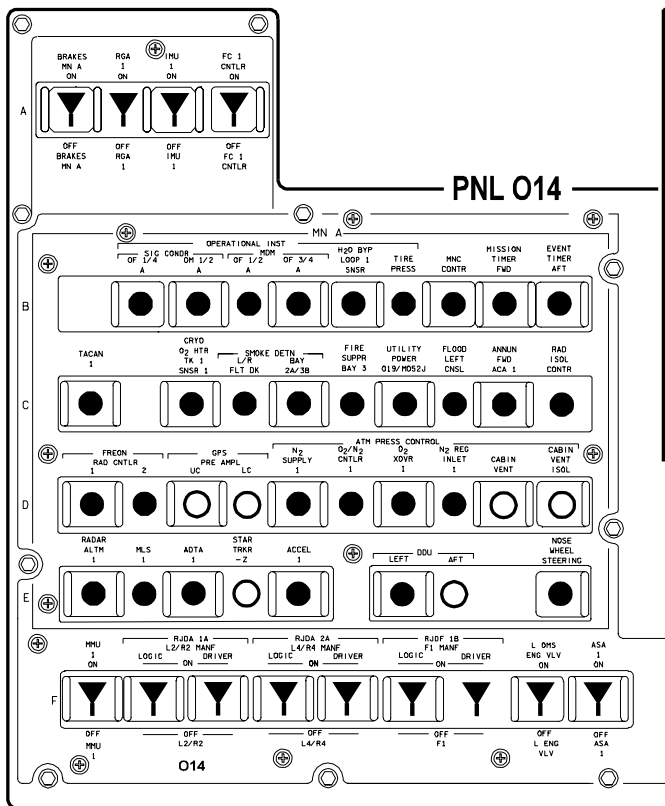 BRAKES RGA IMU FC 1
MN A 1 1 CNTLR
ON ON ON ON
A
OFF OFF OFF OFF
BRAKES RGA IMU FC 1
MN A 1 1 CNTLR
PNL O14
MN A
OPERATIONAL INST
SIG CONDR MDM
OF 1/4 OM 1/2 OF 1/2 OF 3/4
A A A A
H2O BYP
LOOP 1
SNSR
TIRE
PRESS
MNC
CONTR
MISSION
TIMER
FWD
EVENT
TIMER
AFT
B
TACAN
1
CRYO
O2 HTR
TK 1
SNSR 1
SMOKE DETN
L/R
FLT DK
BAY
2A/3B
FIRE
SUPPR
BAY 3
UTILITY
POWER
O19/MO52J
FLOOD
LEFT
CNSL
ANNUN
FWD
ACA 1
RAD
ISOL
CONTR
C
FREON
RAD CNTLR
1 2
GPS
PRE AMPL
UC LC
ATM PRESS CONTROL
N2
SUPPLY
1
O2/N2
CNTLR
1
O2
XOVR
1
N2 REG
INLET
1
CABIN
VENT
CABIN
VENT
ISOL
D
RADAR
ALTM
1
MLS
1
ADTA
1
STAR
TRKR
-Z
ACCEL
1
DDU
LEFT AFT
NOSE
WHEEL
STEERING
E
MMU
1
ON
RJDA 1A
L2/R2 MANF
LOGIC DRIVER
ON
RJDA 2A
L4/R4 MANF
LOGIC DRIVER
ON
RJDF 1B
F1 MANF
LOGIC DRIVER
ON
L OMS
ENG VLV
ON
ASA
1
ON
F
OFF
MMU
1
OFF
L2/R2
OFF
L4/R4
OFF
F1
OFF
L ENG
VLV
OFF
ASA
1
O14